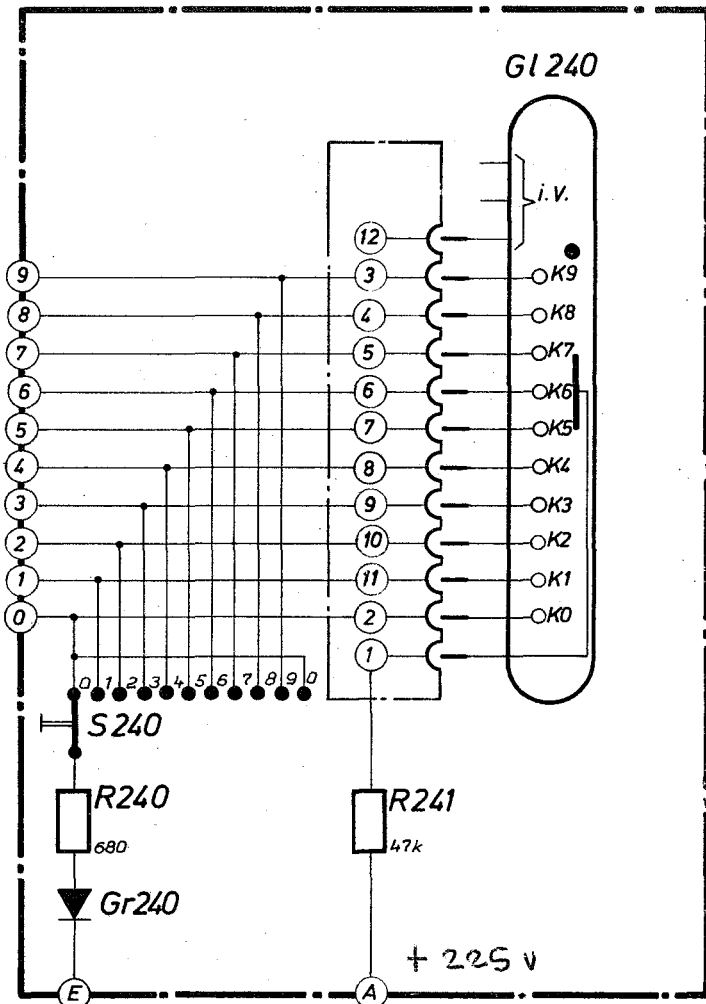 Gl 240
i.v.
12
9 3 K9
8 4 K8
7 5 K7
6 6 K6
5 7 K5
4 8 K4
3 9 K3
2 10 K2
1 11 K1
0 2 K0
1
0 1 2 3 4 5 6 7 8 9 0
S 240
R240 R241
680 47k
Gr240
+ 225 v
E A